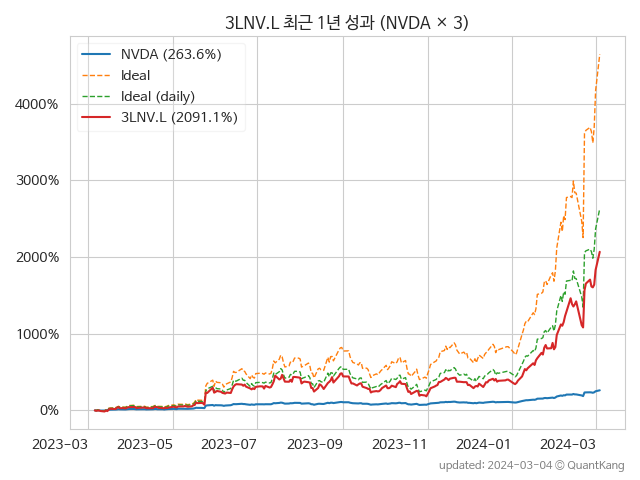 3LNV.L 최근 1년 성과 (NVDA × 3)
NVDA (263.6%)
Ideal
Ideal (daily)
3LNV.L (2091.1%)
4000%
3000%
2000%
1000%
0%
2023-03 2023-05 2023-07 2023-09 2023-11 2024-01 2024-03
updated: 2024-03-04 © QuantKang